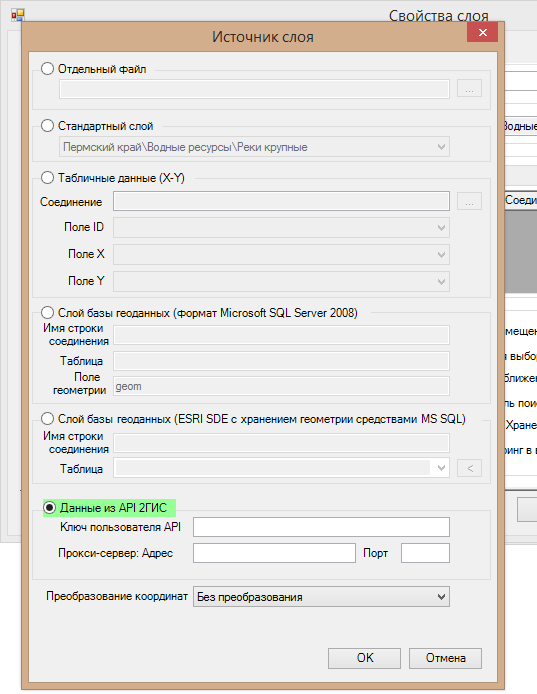 Свойства слоя
Источник слоя
Отдельный файл
...
Стандартный слой
Пермский край\Водные ресурсы\Реки крупные
Водные
Табличные данные (X-Y)
Соединение
...
Соеди
Поле ID
Поле X
Поле Y
Слой базы геоданных (формат Microsoft SQL Server 2008)
Имя строки
соединения
Таблица
Поле
геометрии
geom
Слой базы геоданных (ESRI SDE с хранением геометрии средствами MS SQL)
Имя строки
соединения
Таблица
<
мещен
выбор
ближен
ль пои
Хране
ринг в в
Данные из API 2ГИС
Ключ пользователя API
Прокси-сервер: Адрес
Порт
Преобразование координат
Без преобразования
OK
Отмена